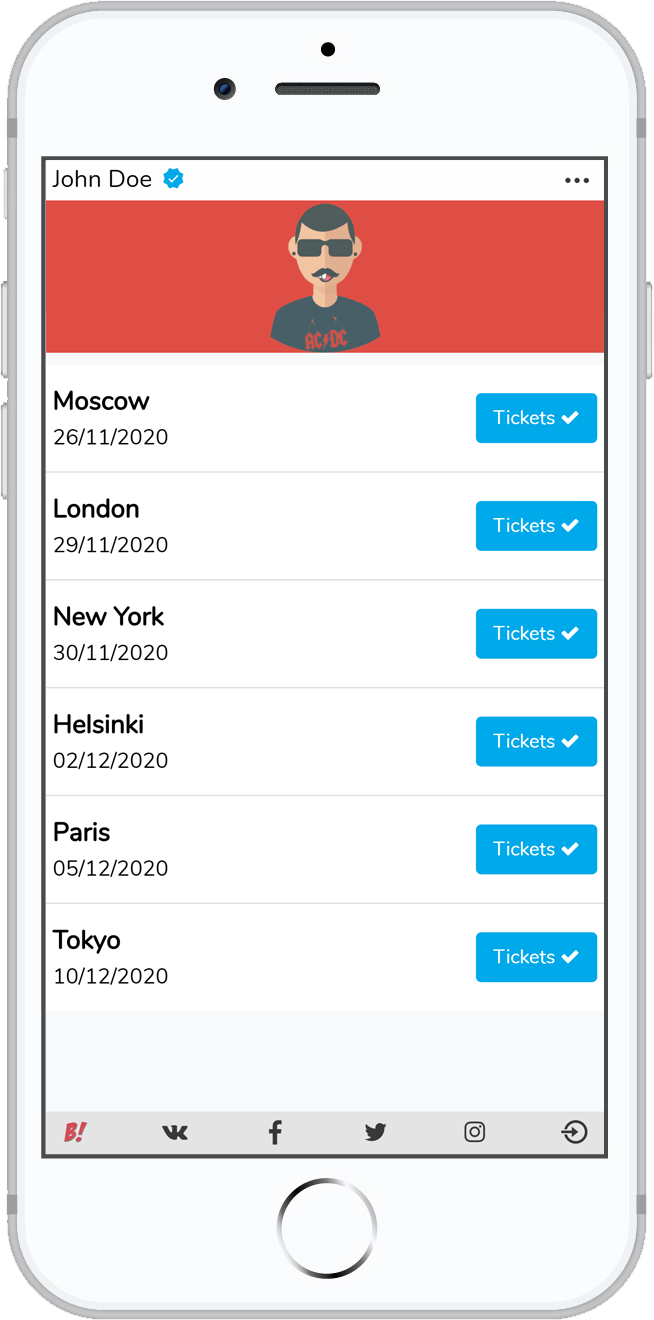 John Doe
AC/DC
Moscow
26/11/2020
Tickets
London
29/11/2020
Tickets
New York
30/11/2020
Tickets
Helsinki
02/12/2020
Tickets
Paris
05/12/2020
Tickets
Tokyo
10/12/2020
Tickets
B!